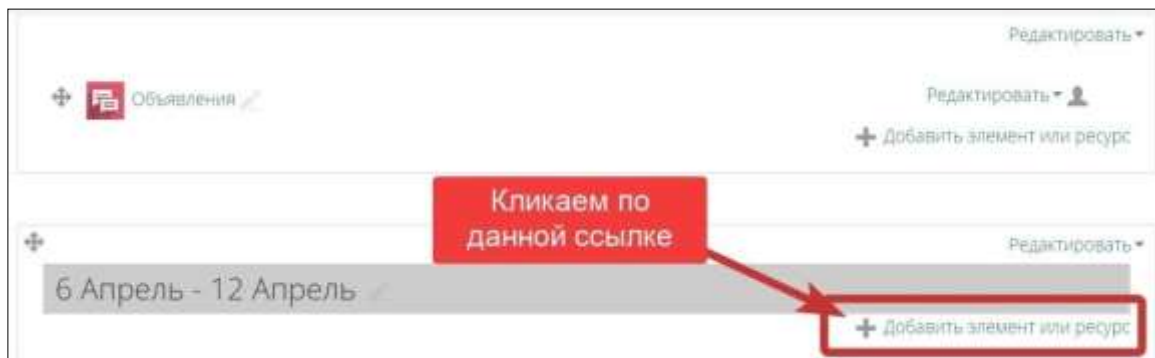 Редактировать
Объявления
Редактировать
Добавить элемент или ресурс
Кликаем по
данной ссылке
Редактировать
6 Апрель - 12 Апрель
Добавить элемент или ресурс